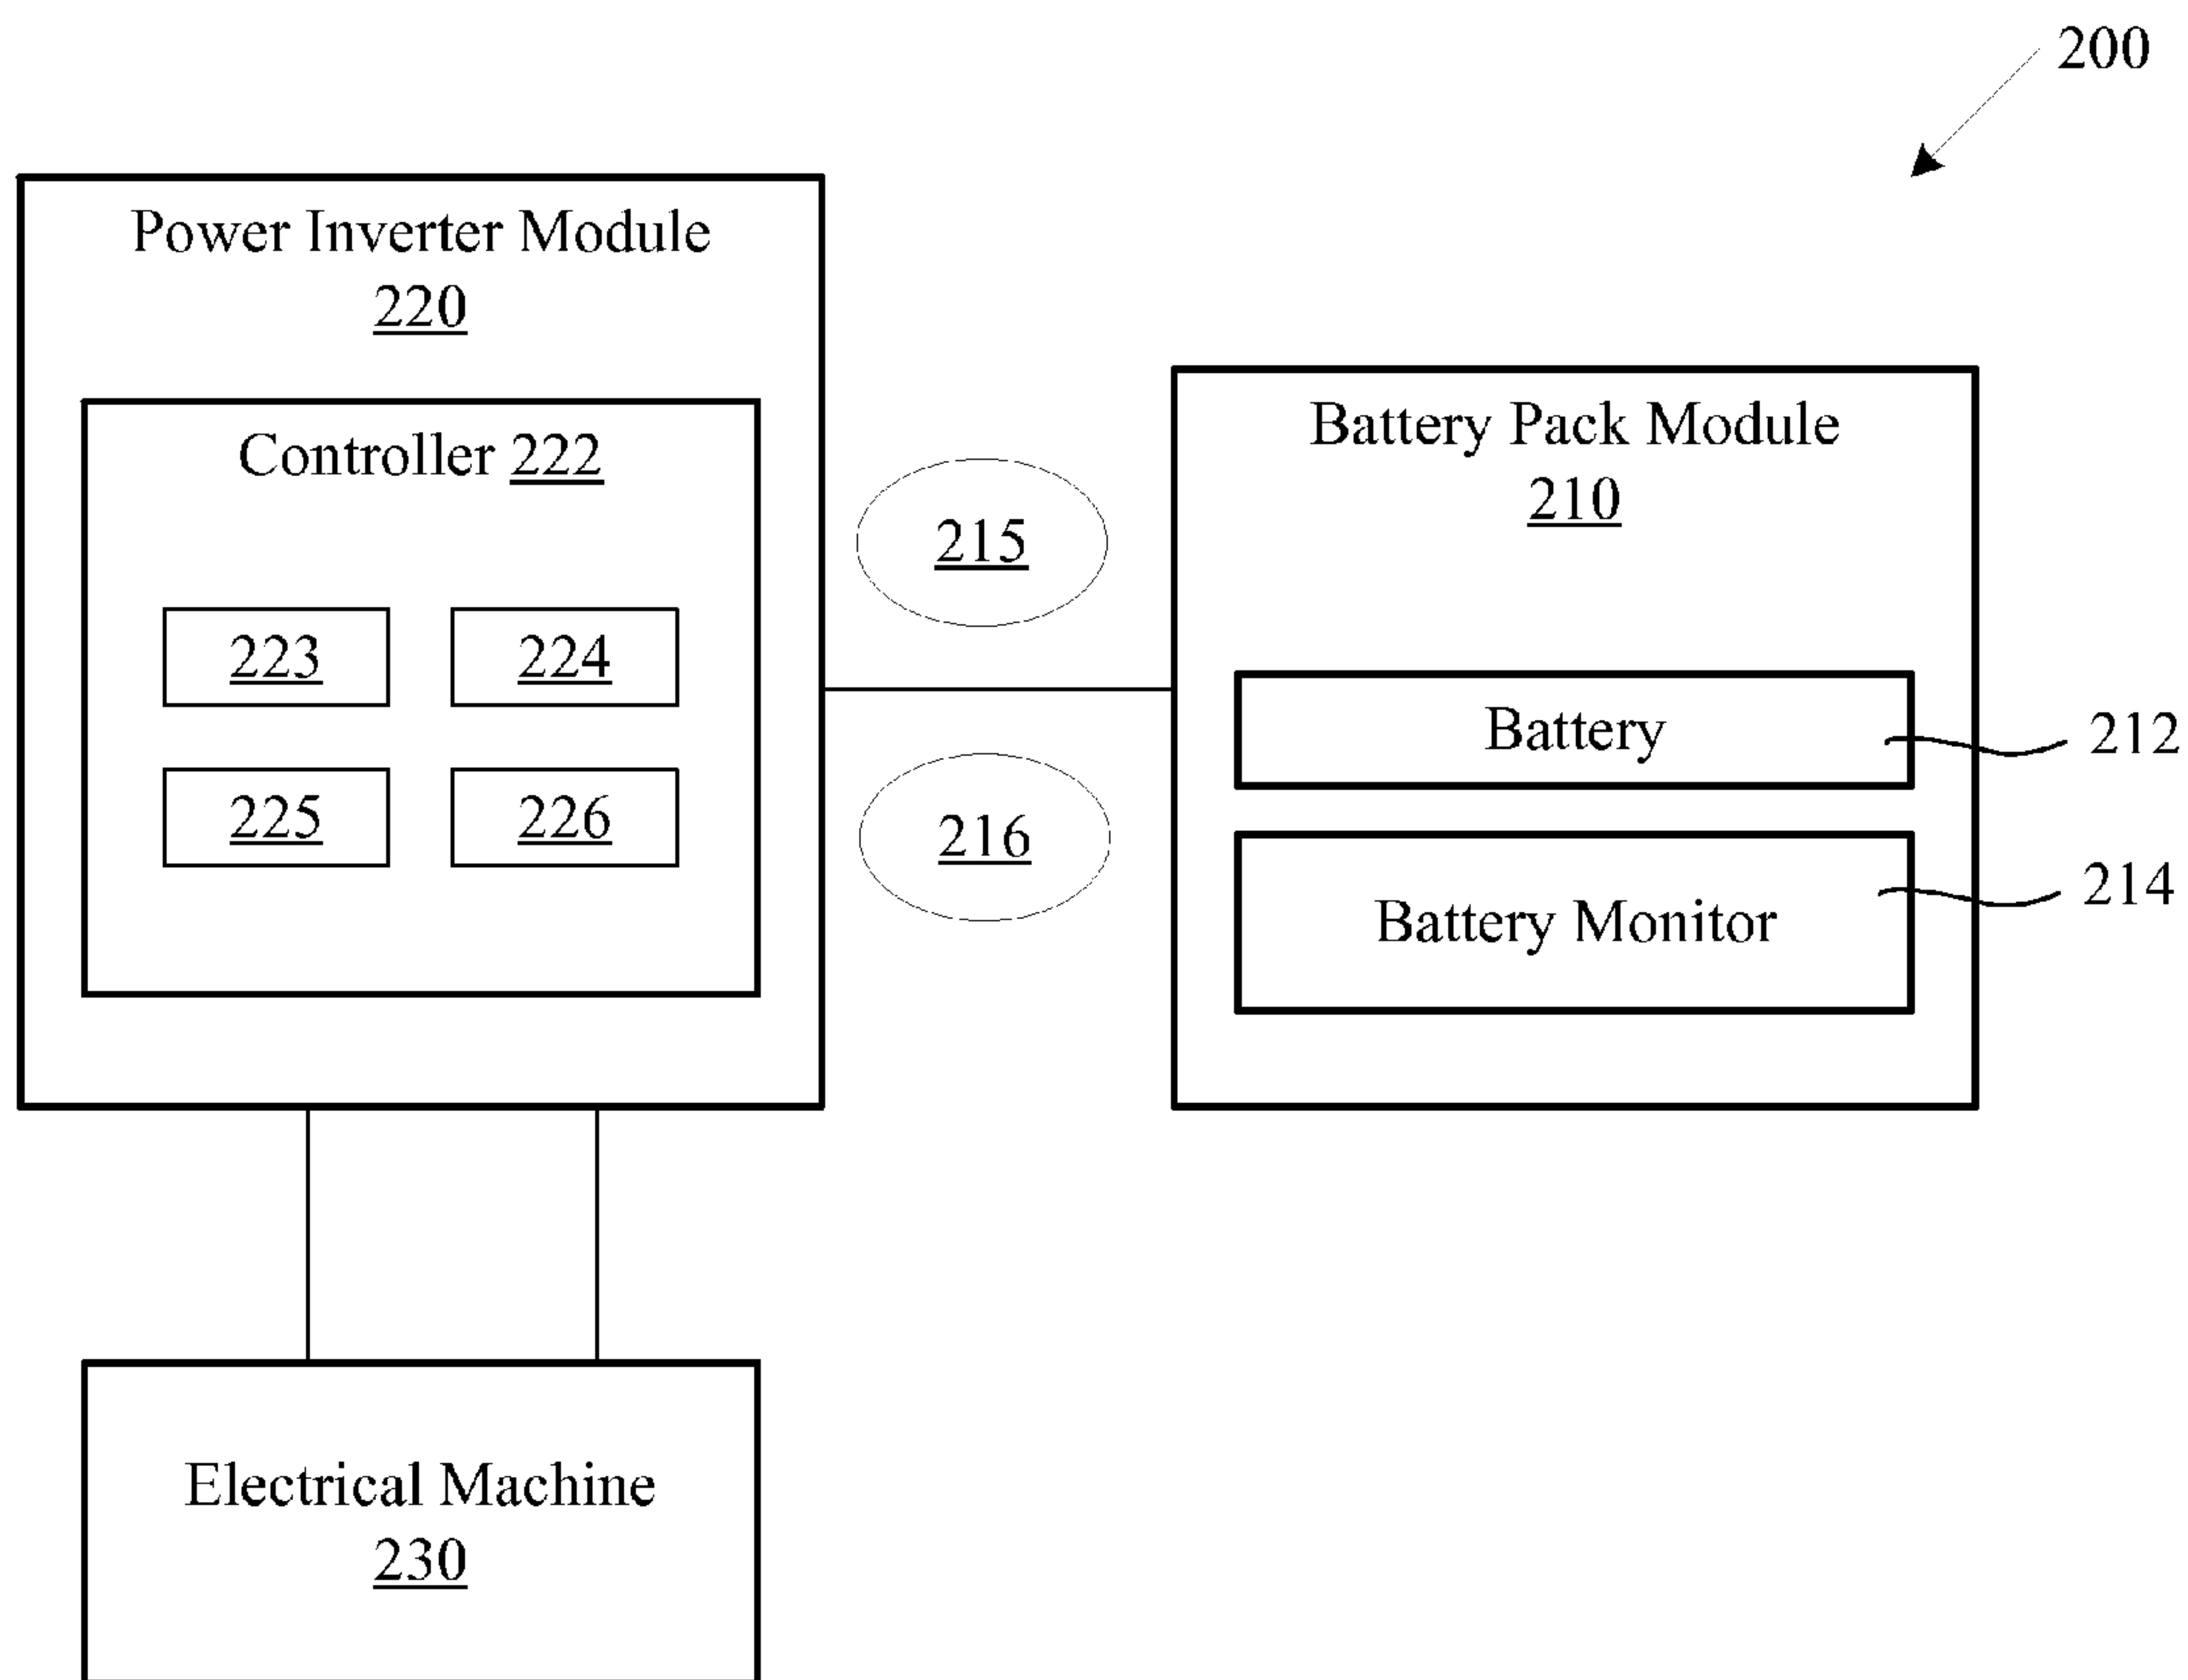 200
Power Inverter Module
220
Controller 222
223 224
225 226
215
216
Battery Pack Module
210
Battery
212
Battery Monitor
214
Electrical Machine
230